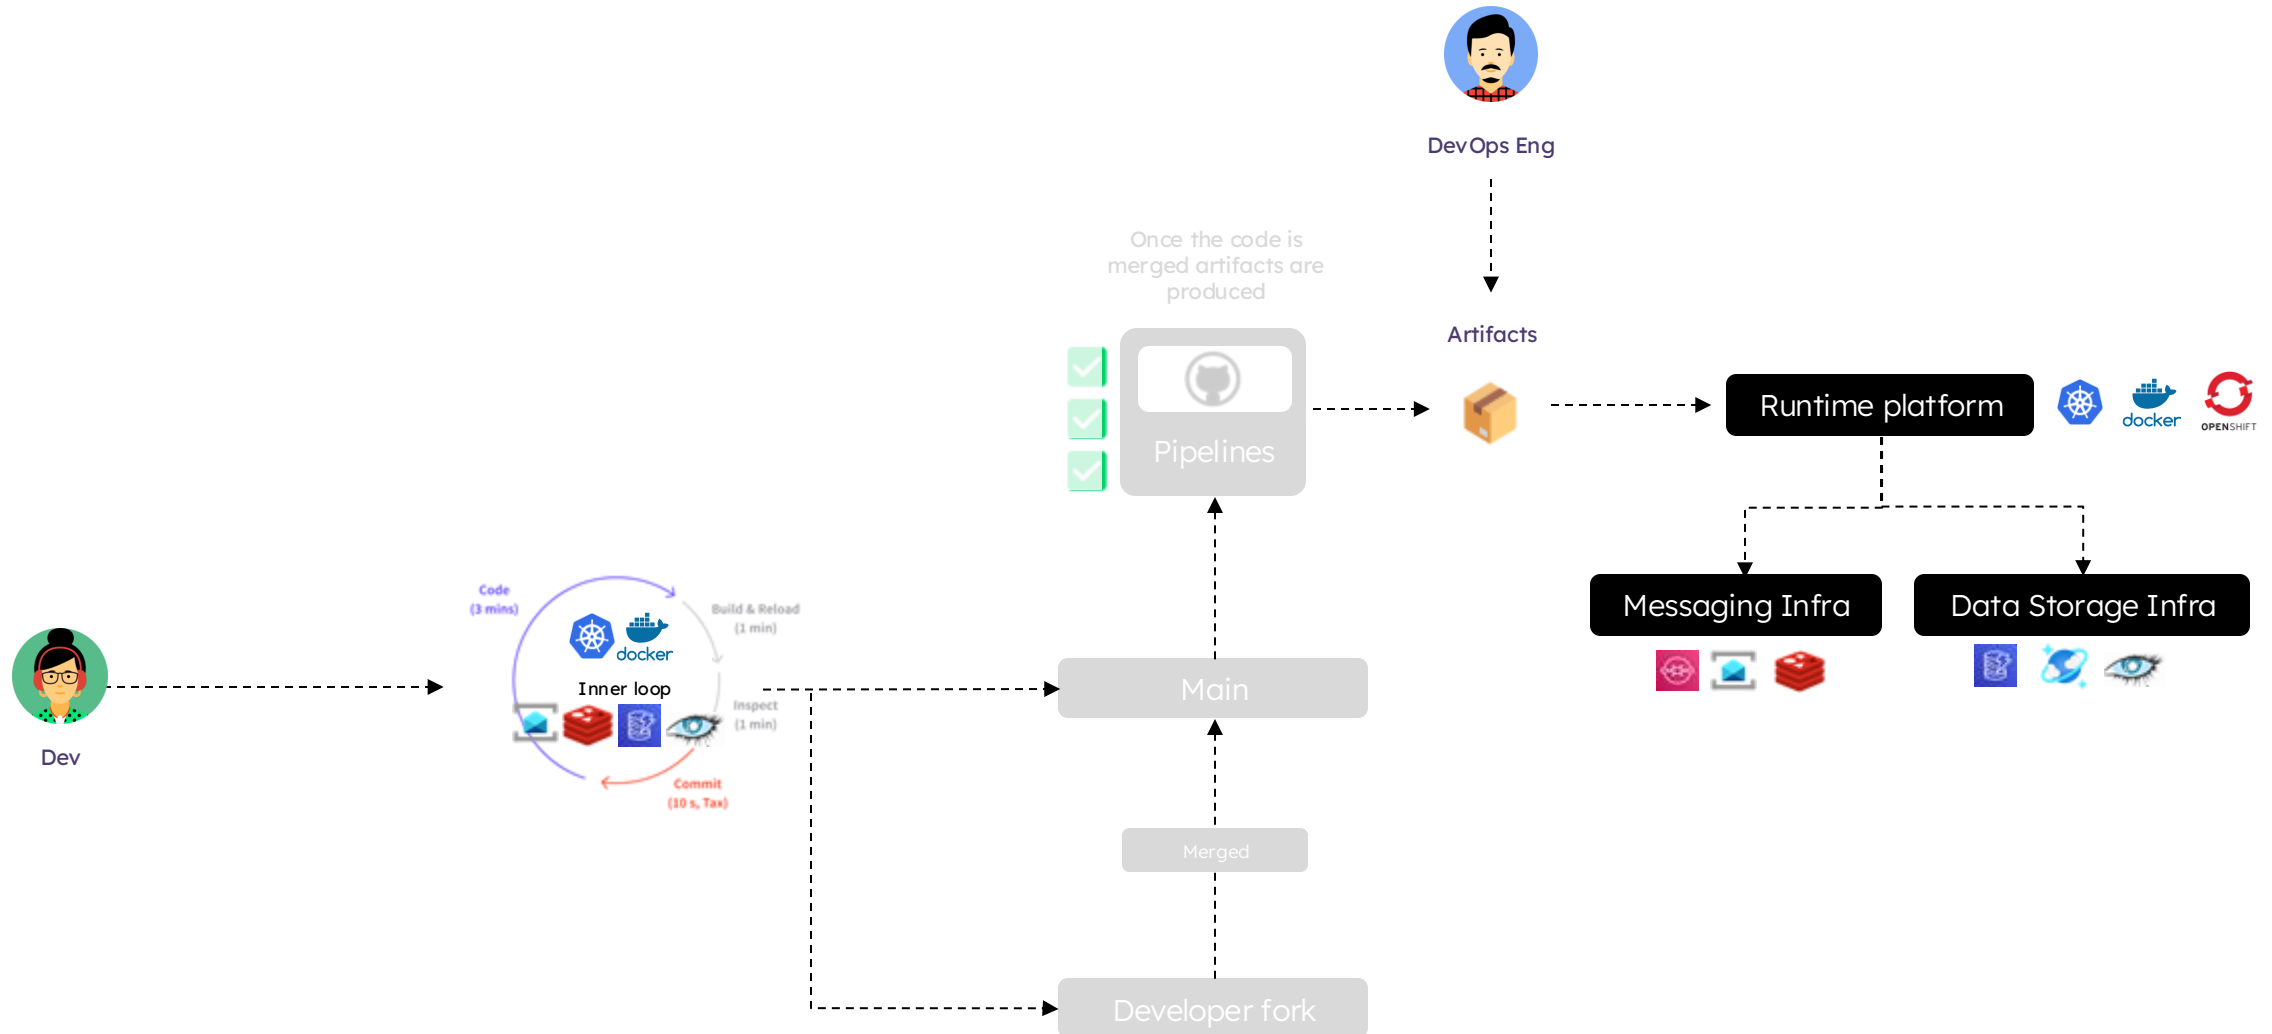 DevOps Eng
Once the code is
merged artifacts are
produced
Artifacts
Pipelines
Runtime platform
docker
OPENSHIFT
Messaging Infra
Data Storage Infra
Code
(3 mins)
Build & Reload
(1 min)
docker
Inner loop
Inspect
(1 min)
Commit
(10 s, Tax)
Dev
Main
Merged
Developer fork